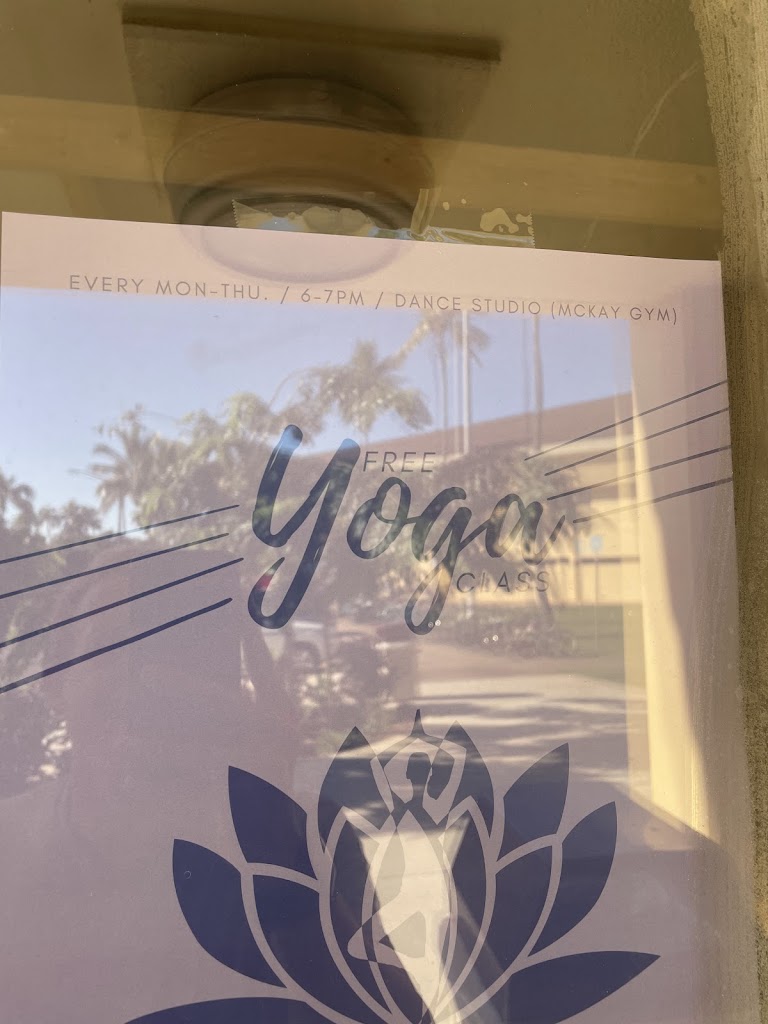 EVERY MON-THU. / 6-7PM / DANCE STUDIO (MCKAY GYM)
FREE
Yoga
CLASS